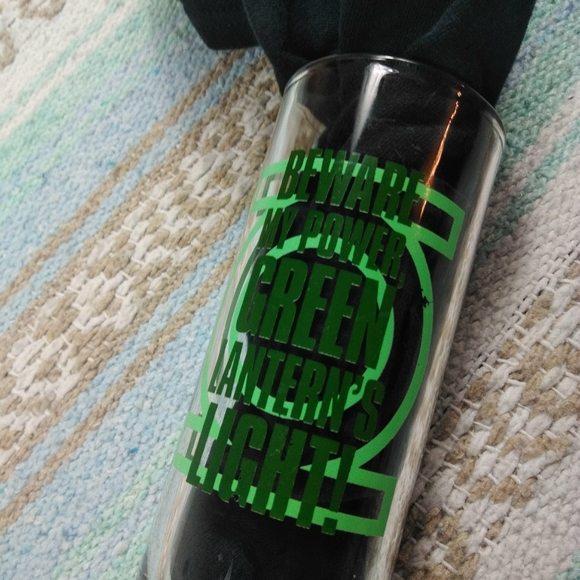 BEWARE
MY POWER,
GREEN
LANTERN'S
LIGHT!